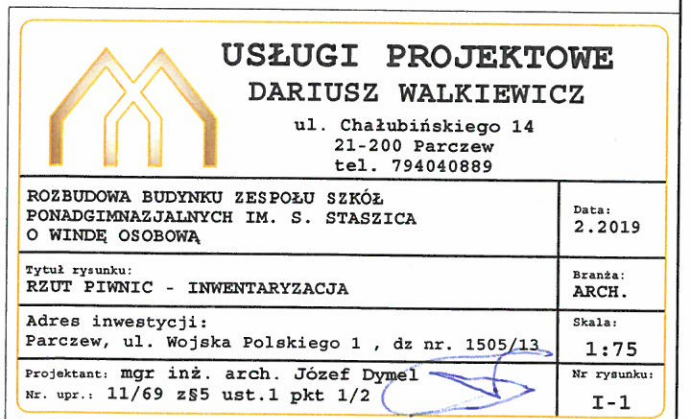 USŁUGI PROJEKTOWE
DARIUSZ WALKIEWICZ
ul. Chałubińskiego 14
21-200 Parczew
tel. 794040889
ROZBUDOWA BUDYNKU ZESPOŁU SZKÓŁ
PONADGIMNAZJALNYCH IM. S. STASZICA
O WINDĘ OSOBOWĄ
Data:
2.2019
Tytuł rysunku:
RZUT PIWNIC - INWENTARYZACJA
Branża:
ARCH.
Adres inwestycji:
Parczew, ul. Wojska Polskiego 1 , dz nr. 1505/13
Skala:
1:75
Projektant: mgr inż. arch. Józef Dymel
Nr. upr.: 11/69 z§5 ust.1 pkt 1/2
Nr rysunku:
I-1